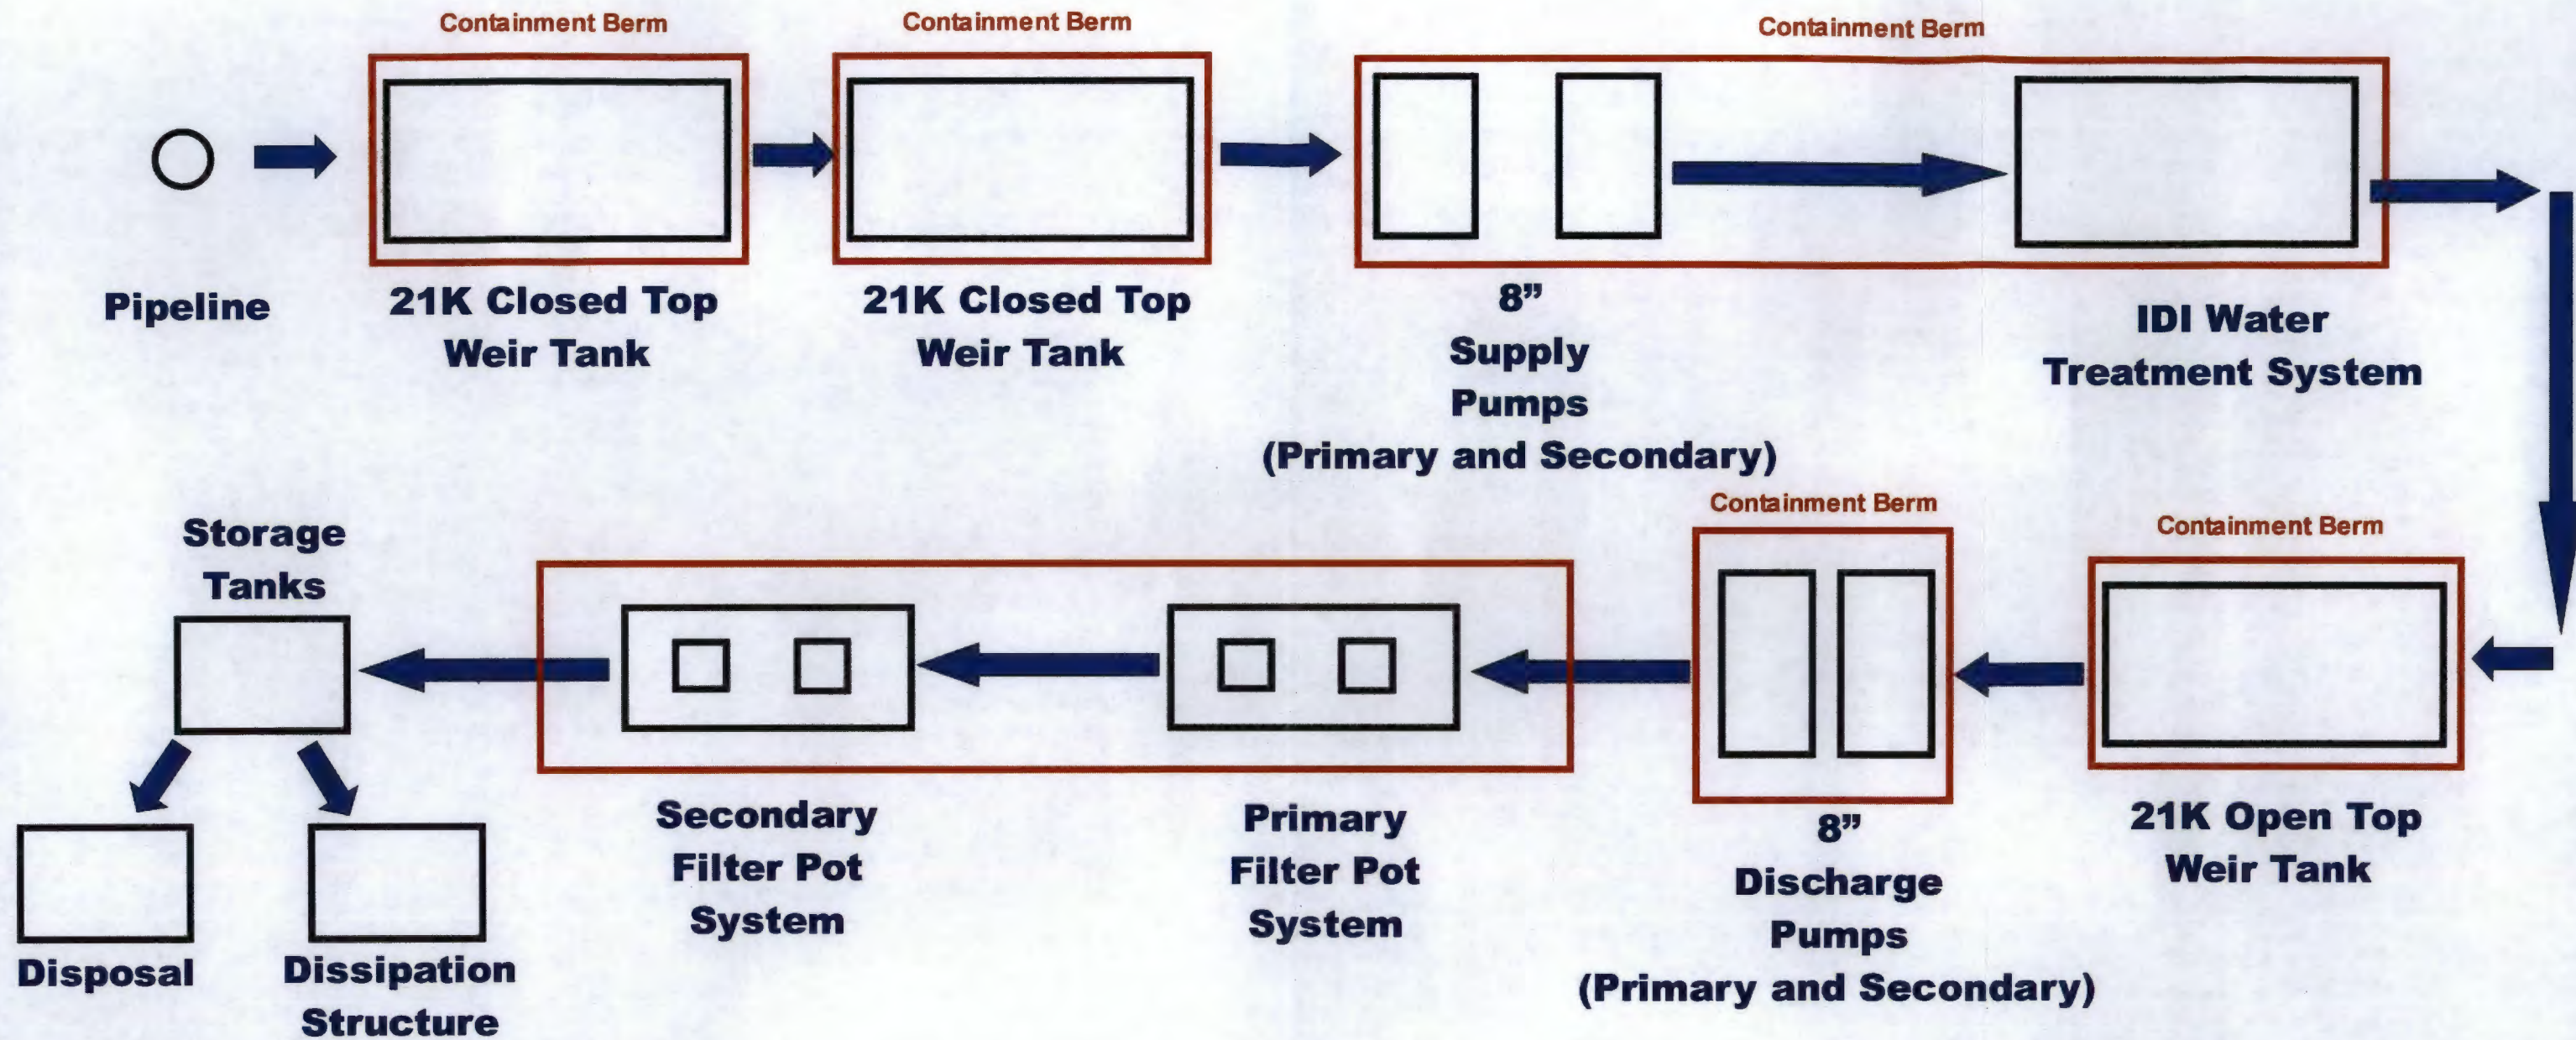 Containment Berm
Containment Berm
Containment Berm
Pipeline
21K Closed Top
Weir Tank
21K Closed Top
Weir Tank
8”
Supply
Pumps
(Primary and Secondary)
IDI Water
Treatment System
Storage
Tanks
Containment Berm
Containment Berm
Secondary
Filter Pot
System
Primary
Filter Pot
System
8”
Discharge
Pumps
(Primary and Secondary)
21K Open Top
Weir Tank
Disposal
Dissipation
Structure